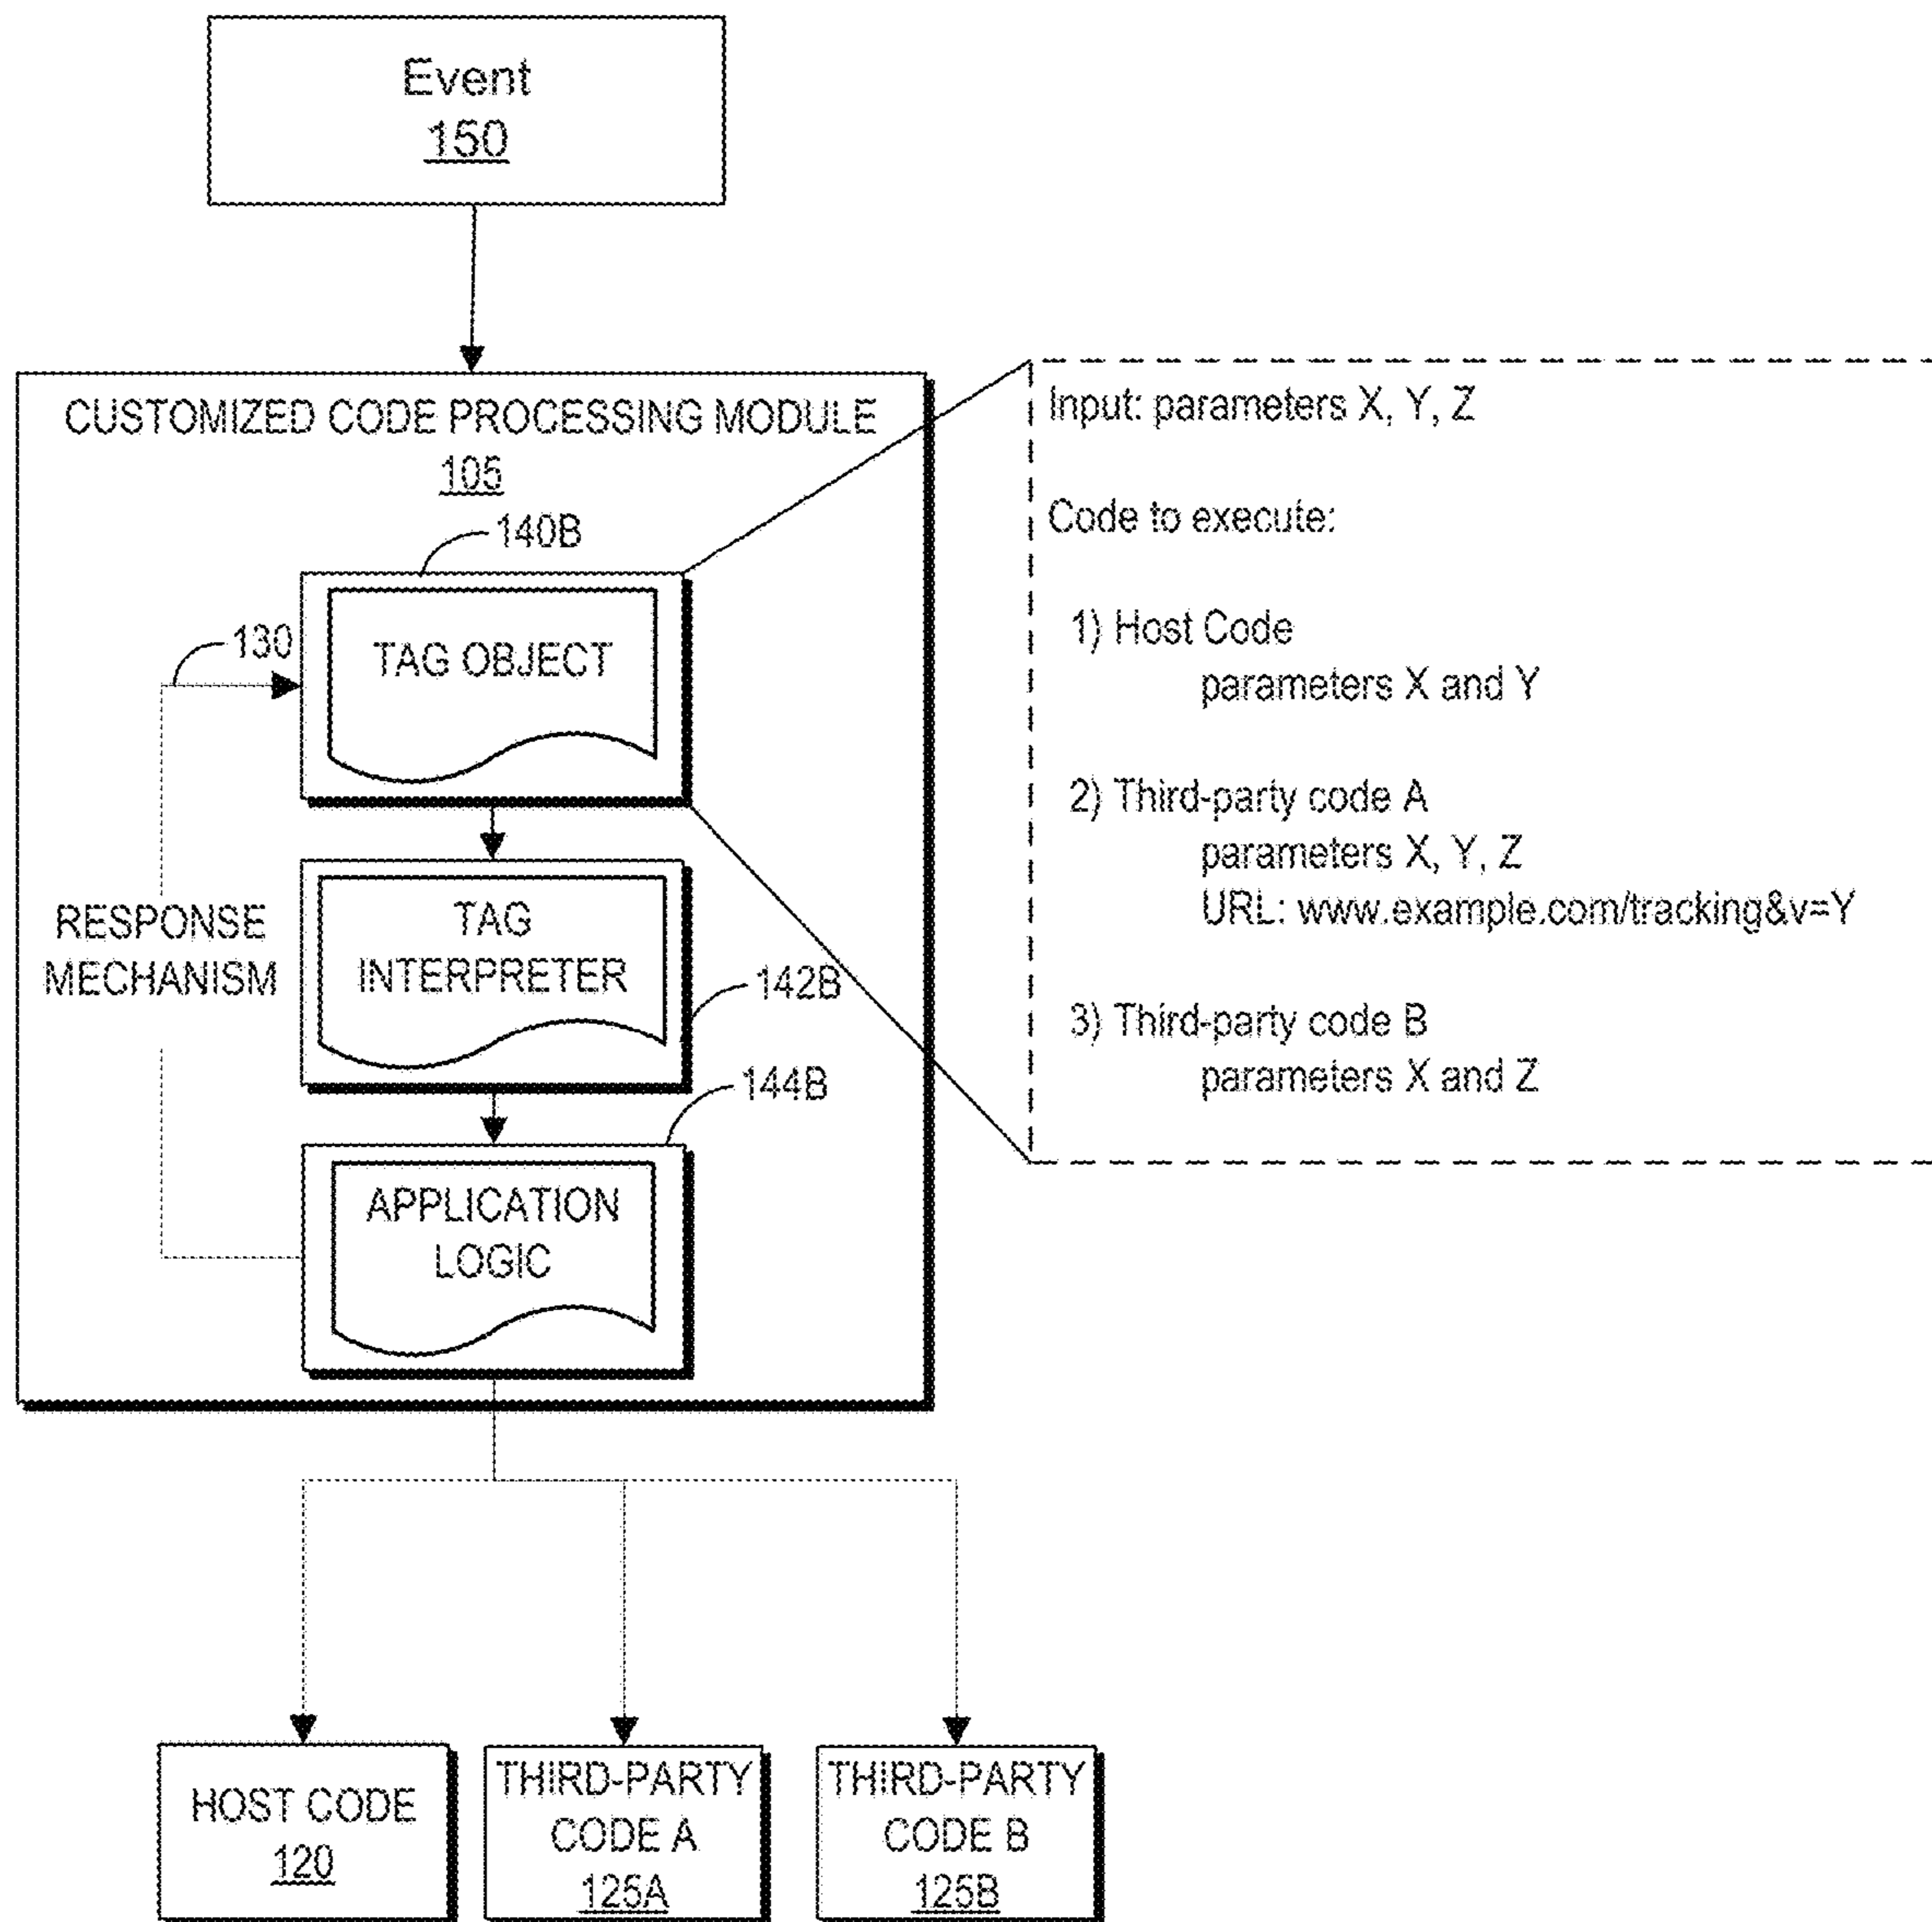 Event
150
CUSTOMIZED CODE PROCESSING MODULE
105
140B
130
TAG OBJECT
RESPONSE
MECHANISM
TAG
INTERPRETER
142B
144B
APPLICATION
LOGIC
Input: parameters X, Y, Z
Code to execute:
1) Host Code
parameters X and Y
2) Third-party code A
parameters X, Y, Z
URL: www.example.com/tracking&v=Y
3) Third-party code B
parameters X and Z
HOST CODE
120
THIRD-PARTY
CODE A
125A
THIRD-PARTY
CODE B
125B